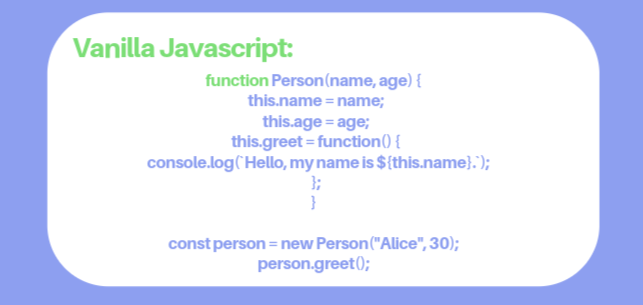 Vanilla Javascript:
function Person(name, age) {
this.name = name;
this.age = age;
this.greet = function() {
console.log(`Hello, my name is ${this.name}.`);
};
}
const person = new Person("Alice", 30);
person.greet();